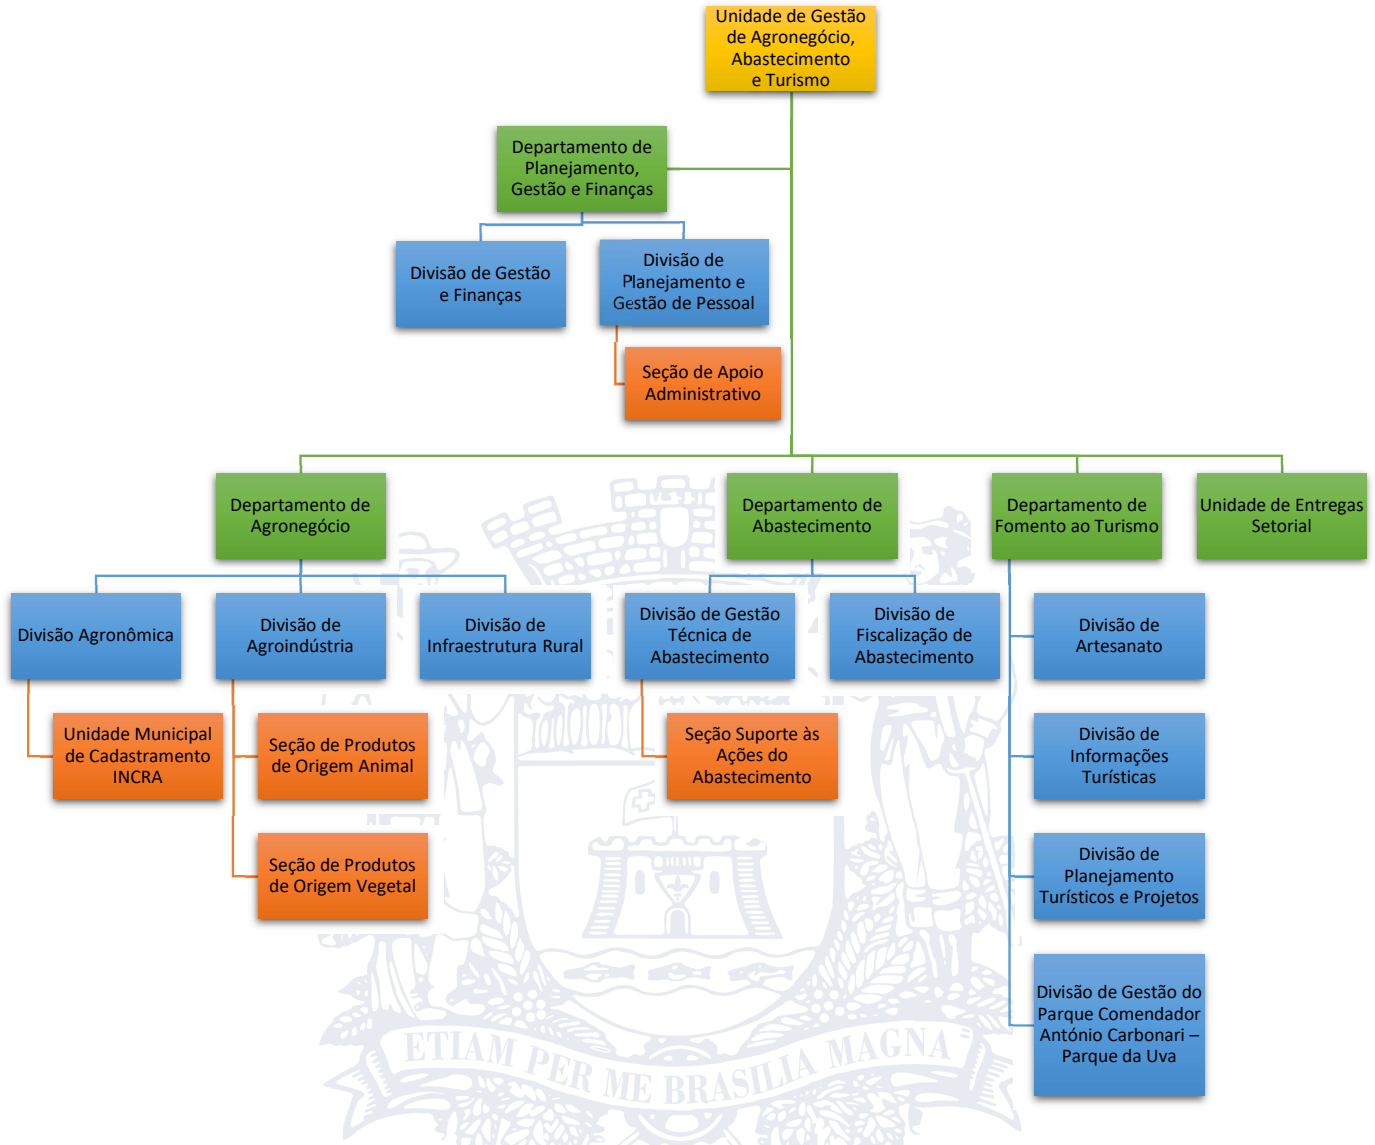 Unidade de Gestão
de Agronegócio,
Abastecimento
e Turismo
Departamento de
Planejamento,
Gestão e Finanças
Divisão de Gestão
e Finanças
Divisão de
Planejamento e
Gestão de Pessoal
Seção de Apoio
Administrativo
Departamento de
Agronegócio
Departamento de
Abastecimento
Departamento de
Fomento ao Turismo
Unidade de Entregas
Setorial
Divisão Agronômica
Divisão de
Agroindústria
Divisão de
Infraestrutura Rural
Divisão de Gestão
Técnica de
Abastecimento
Divisão de
Fiscalização de
Abastecimento
Divisão de
Artesanato
Unidade Municipal
de Cadastramento
INCRA
Seção de Produtos
de Origem Animal
Seção Suporte às
Ações do
Abastecimento
Divisão de
Informações
Turísticas
Seção de Produtos
de Origem Vegetal
Divisão de
Planejamento
Turísticos e Projetos
Divisão de Gestão do
Parque Comendador
António Carbonari –
Parque da Uva
ETIAM PER ME BRASILIA MAGNA